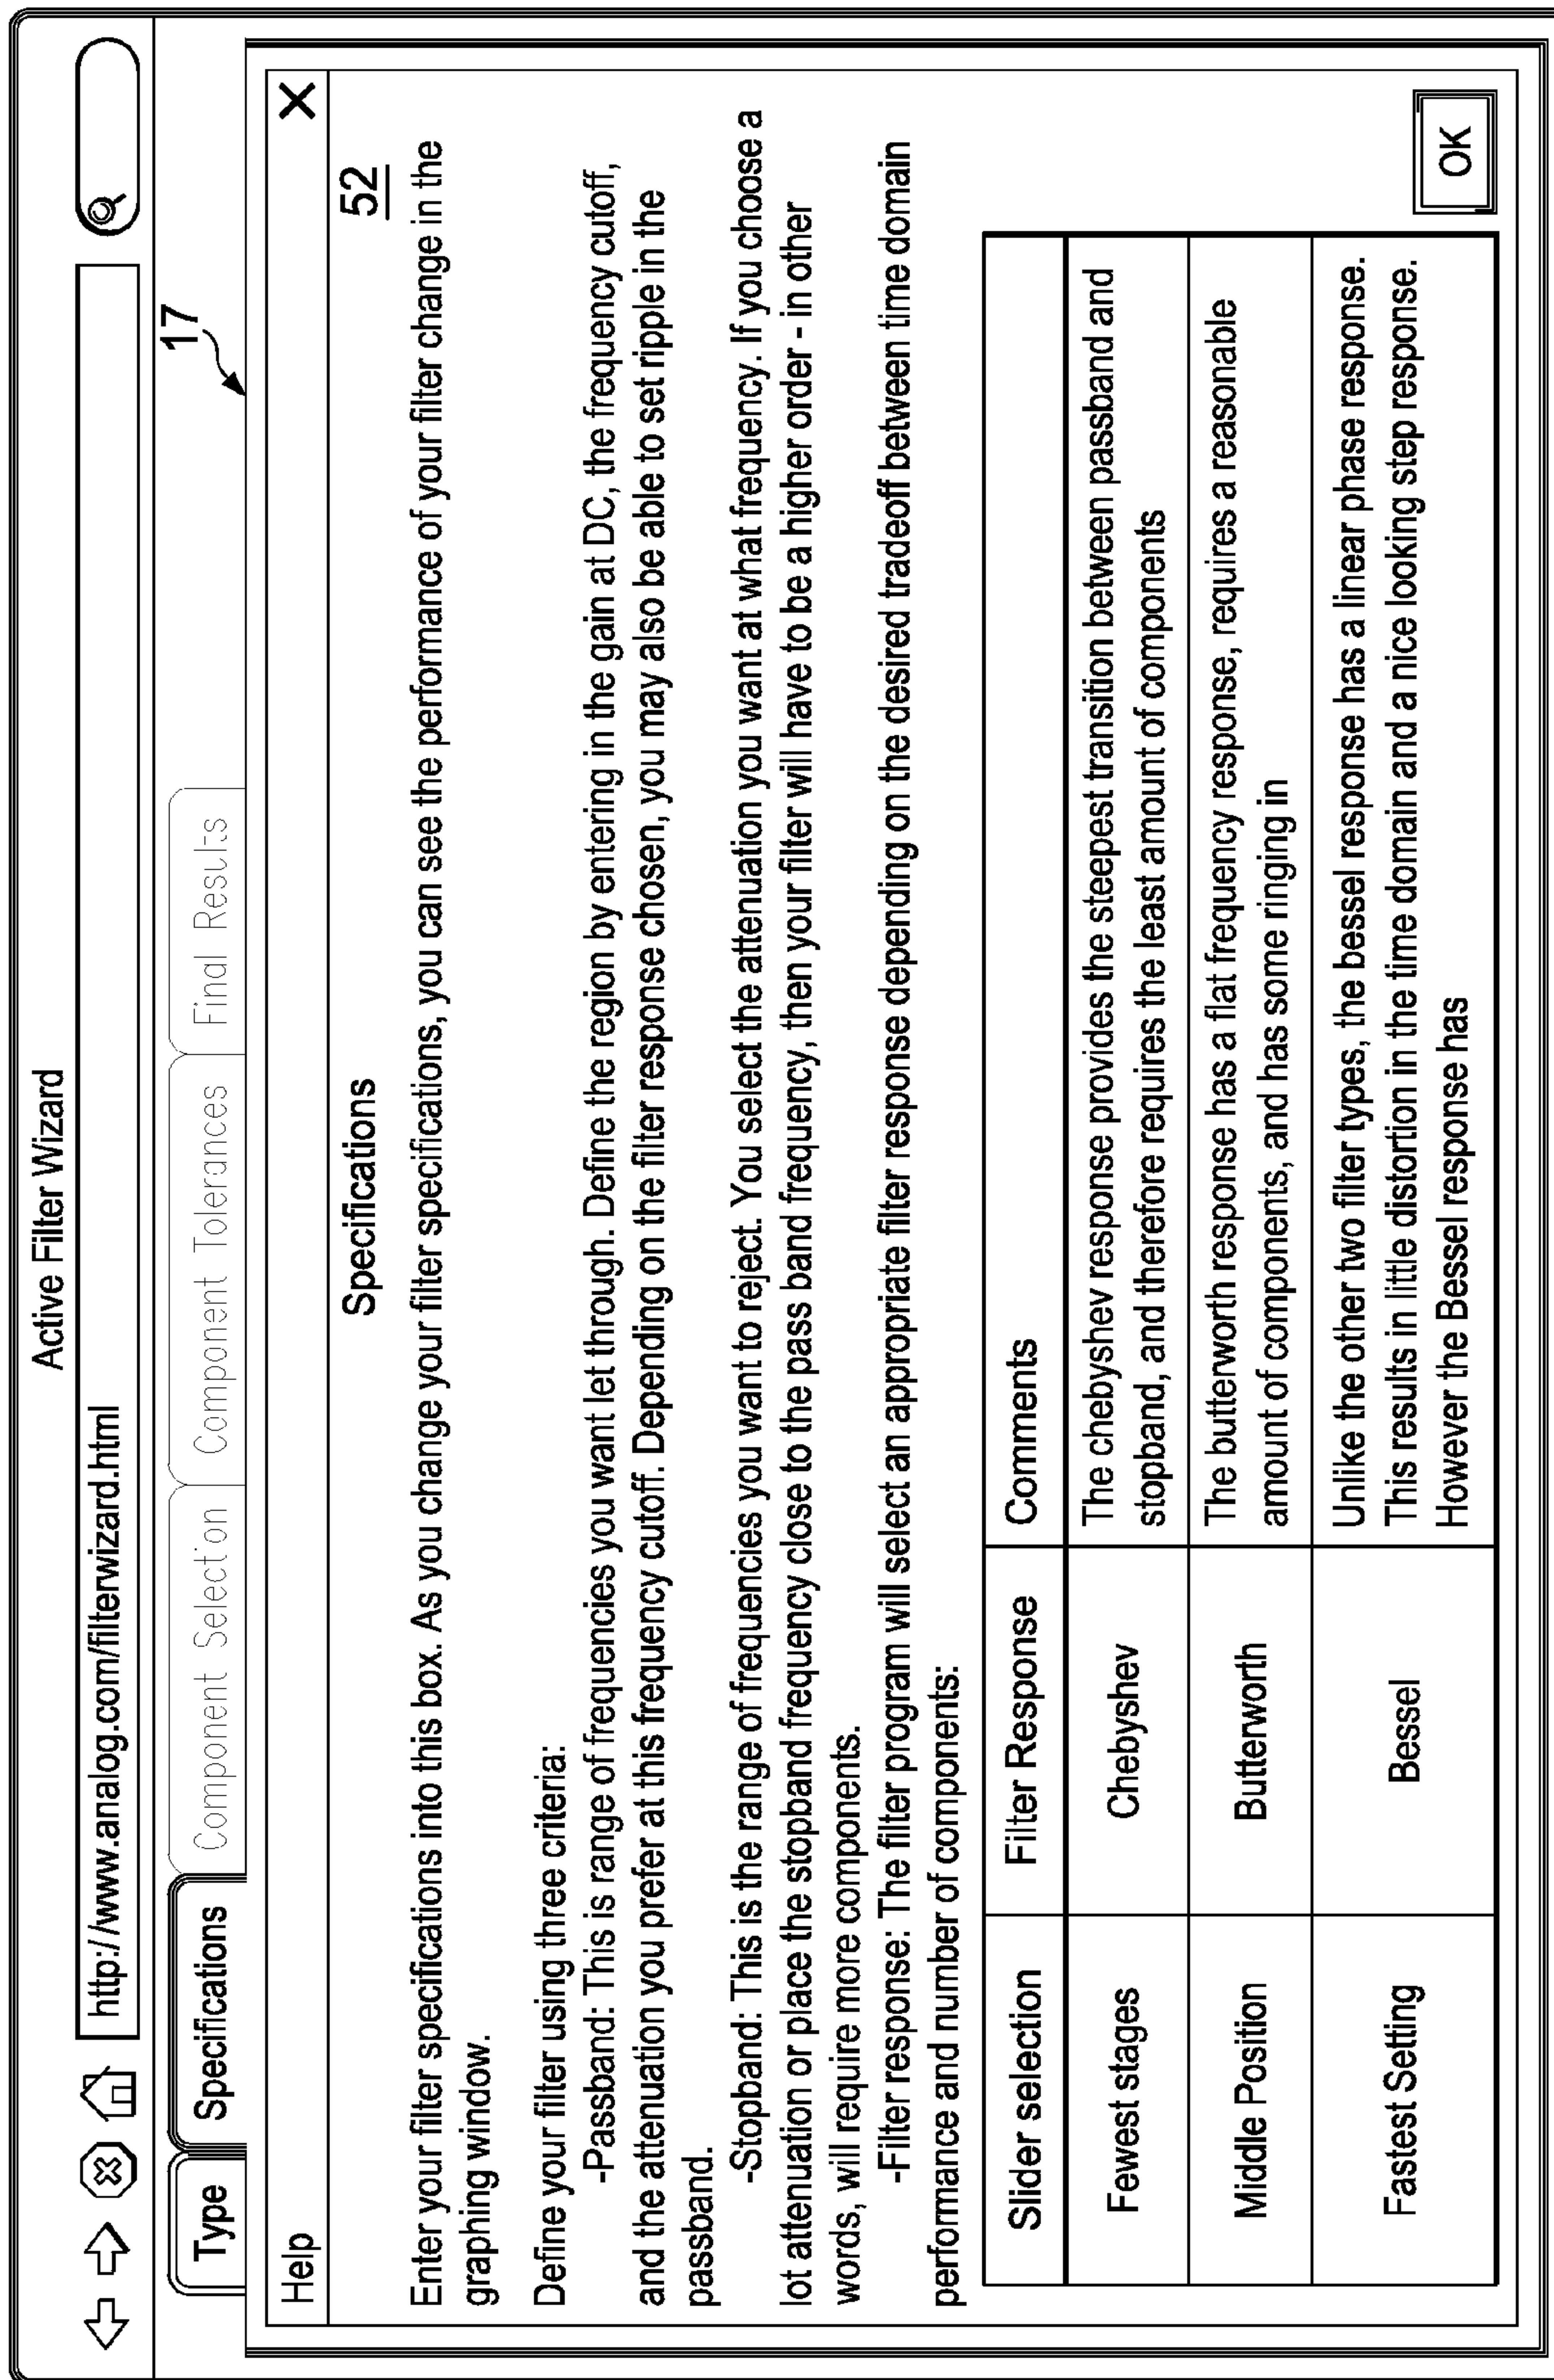 Active Filter Wizard
http://www.analog.com/filterwizard.html
17
Type
Specifications
Component Selection
Component Tolerances
Final Results
Help
X
Specifications
52
Enter your filter specifications into this box. As you change your filter specifications, you can see the performance of your filter change in the
graphing window.
Define your filter using three criteria:
-Passband: This is range of frequencies you want let through. Define the region by entering in the gain at DC, the frequency cutoff,
and the attenuation you prefer at this frequency cutoff. Depending on the filter response chosen, you may also be able to set ripple in the
passband.
-Stopband: This is the range of frequencies you want to reject. You select the attenuation you want at what frequency. If you choose a
lot attenuation or place the stopband frequency close to the pass band frequency, then your filter will have to be a higher order - in other
words, will require more components.
-Filter response: The filter program will select an appropriate filter response depending on the desired tradeoff between time domain
performance and number of components:
Slider selection
Filter Response
Comments
Fewest stages
Chebyshev
The chebyshev response provides the steepest transition between passband and
stopband, and therefore requires the least amount of components
Middle Position
Butterworth
The butterworth response has a flat frequency response, requires a reasonable
amount of components, and has some ringing in
Fastest Setting
Bessel
Unlike the other two filter types, the bessel response has a linear phase response.
This results in little distortion in the time domain and a nice looking step response.
However the Bessel response has
OK